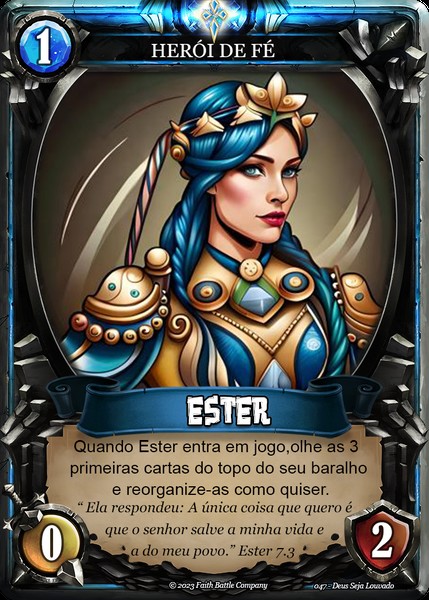 1
HERÓI DE FÉ
ESTER
Quando Ester entra em jogo,olhe as 3
primeiras cartas do topo do seu baralho
e reorganize-as como quiser.
“ Ela respondeu: A única coisa que quero é
que o senhor salve a minha vida e
a do meu povo.” Ester 7.3
0
2
© 2023 Faith Battle Company
047 - Deus Seja Louvado